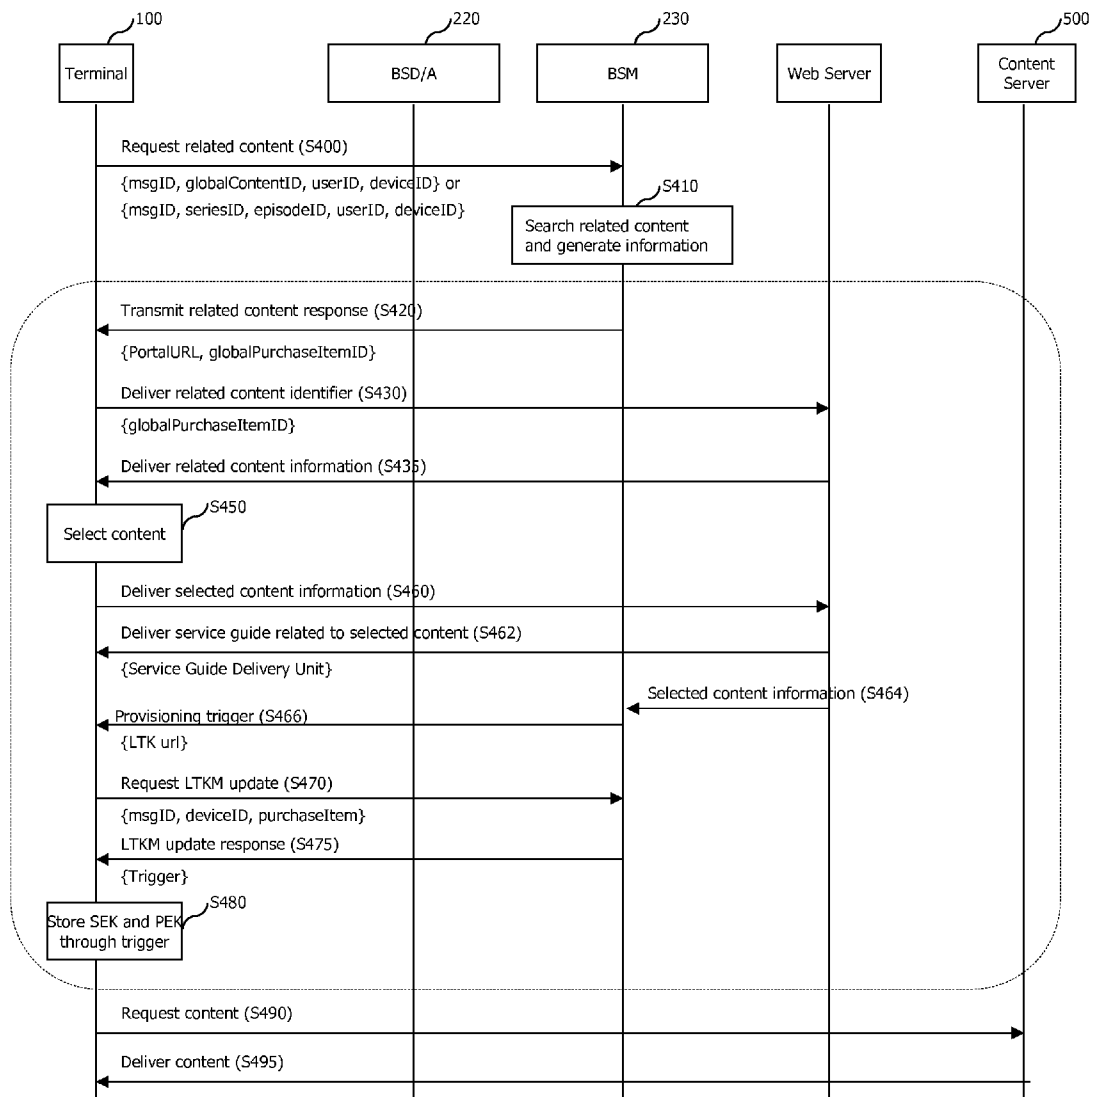 100
220
230
500
Terminal
BSD/A
BSM
Web Server
Content
Server
Request related content (S400)
{msgID, globalContentID, userID, deviceID} or
{msgID, seriesID, episodeID, userID, deviceID}
S410
Search related content
and generate information
Transmit related content response (S420)
{PortalURL, globalPurchaseItemID}
Deliver related content identifier (S430)
{globalPurchaseItemID}
Deliver related content information (S435)
S450
Select content
Deliver selected content information (S460)
Deliver service guide related to selected content (S462)
{Service Guide Delivery Unit}
Selected content information (S464)
Provisioning trigger (S466)
{LTK url}
Request LTKM update (S470)
{msgID, deviceID, purchaseItem}
LTKM update response (S475)
{Trigger}
S480
Store SEK and PEK
through trigger
Request content (S490)
Deliver content (S495)